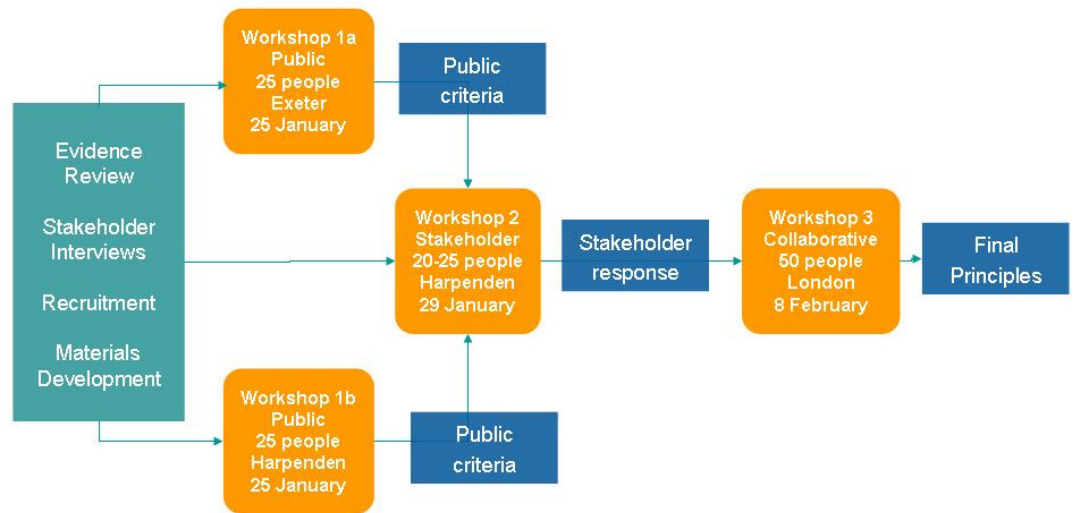 Evidence
Review
Stakeholder
Interviews
Recruitment
Materials
Development
Workshop 1a
Public
25 people
Exeter
25 January
Public
criteria
Workshop 2
Stakeholder
20-25 people
Harpenden
29 January
Stakeholder
response
Workshop 3
Collaborative
50 people
London
8 February
Final
Principles
Workshop 1b
Public
25 people
Harpenden
25 January
Public
criteria